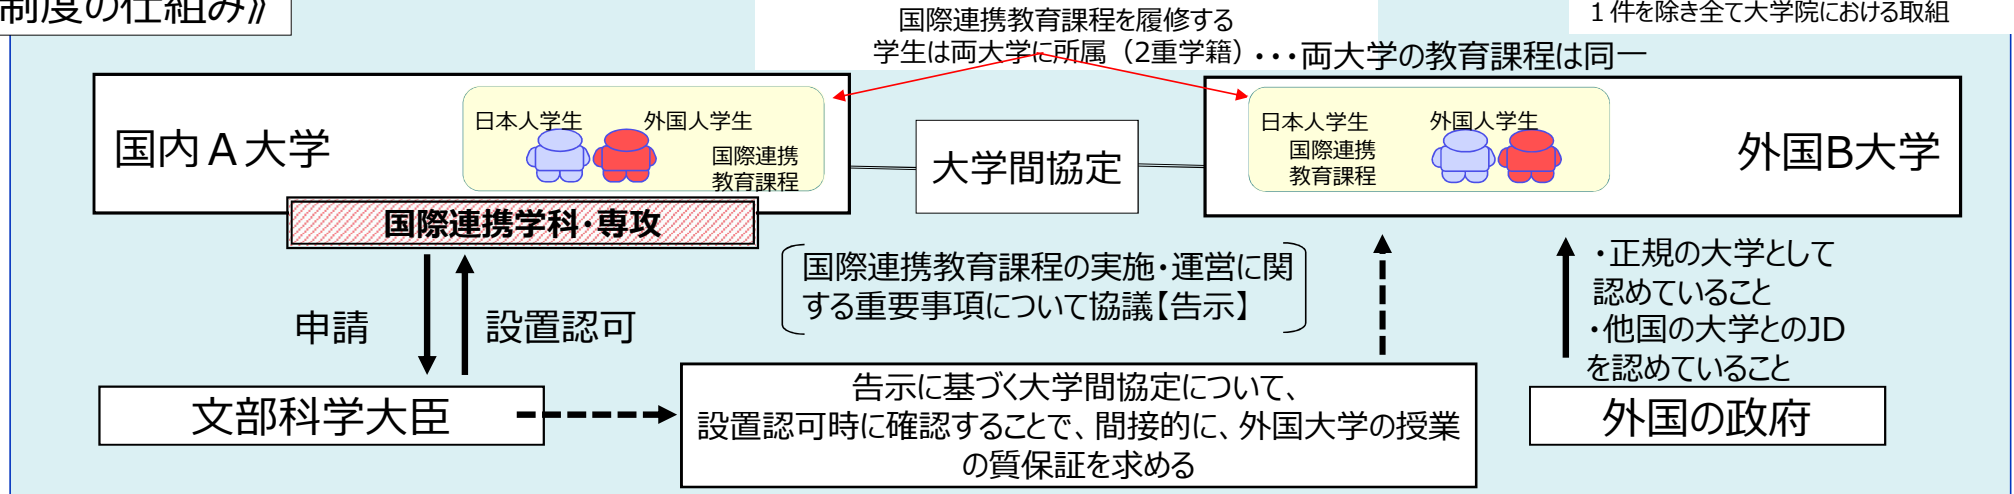 制度の仕組み》
国際連携教育課程を履修する
学生は両大学に所属（2重学籍）
・・・両大学の教育課程は同一
１件を除き全て大学院における取組
国内Ａ大学
日本人学生
外国人学生
国際連携
教育課程
国際連携学科・専攻
大学間協定
日本人学生
外国人学生
国際連携
教育課程
外国B大学
国際連携教育課程の実施・運営に関
する重要事項について協議【告示】
申請
設置認可
・正規の大学として
認めていること
・他国の大学とのJD
を認めていること
文部科学大臣
告示に基づく大学間協定について、
設置認可時に確認することで、間接的に、外国大学の授業
の質保証を求める
外国の政府